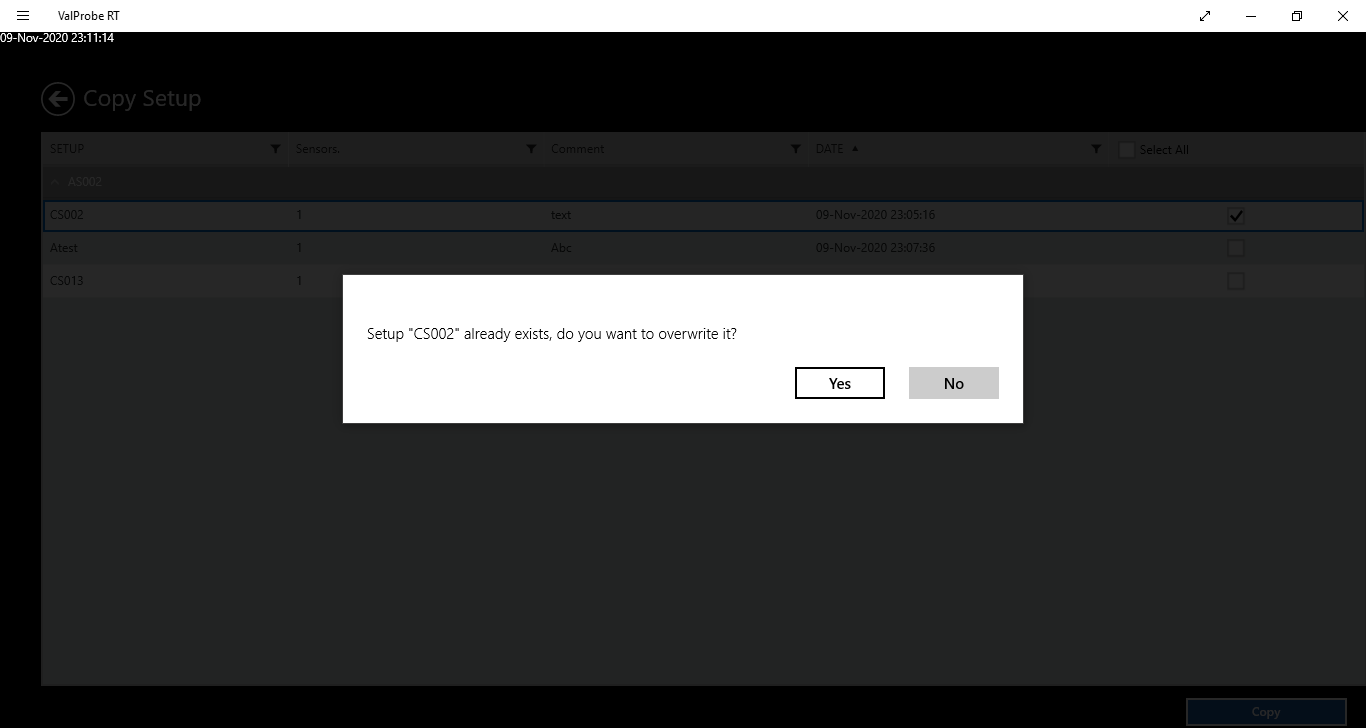 ValProbe RT
09-Nov-2020 23:11:14
Copy Setup
SETUP Sensors. Comment DATE Select All
AS002
CS002 1 text 09-Nov-2020 23:05:16
Atest 1 Abc 09-Nov-2020 23:07:36
CS013 1
Setup "CS002" already exists, do you want to overwrite it?
Yes No
Copy